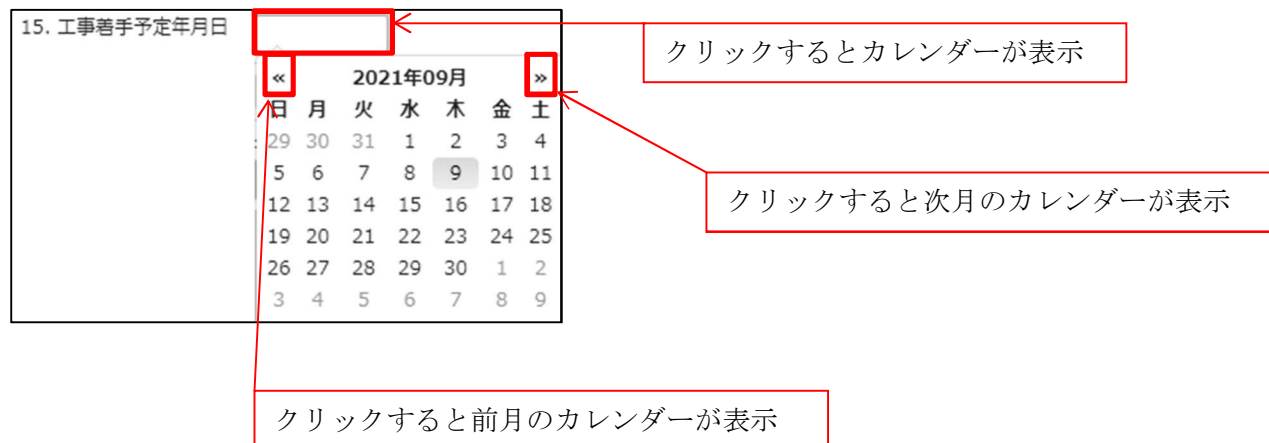 15. 工事着手予定年月日
クリックするとカレンダーが表示
« 2021年09月 »
日 月 火 水 木 金 土
29 30 31 1 2 3 4
5 6 7 8 9 10 11
クリックすると次月のカレンダーが表示
12 13 14 15 16 17 18
19 20 21 22 23 24 25
26 27 28 29 30 1 2
3 4 5 6 7 8 9
クリックすると前月のカレンダーが表示